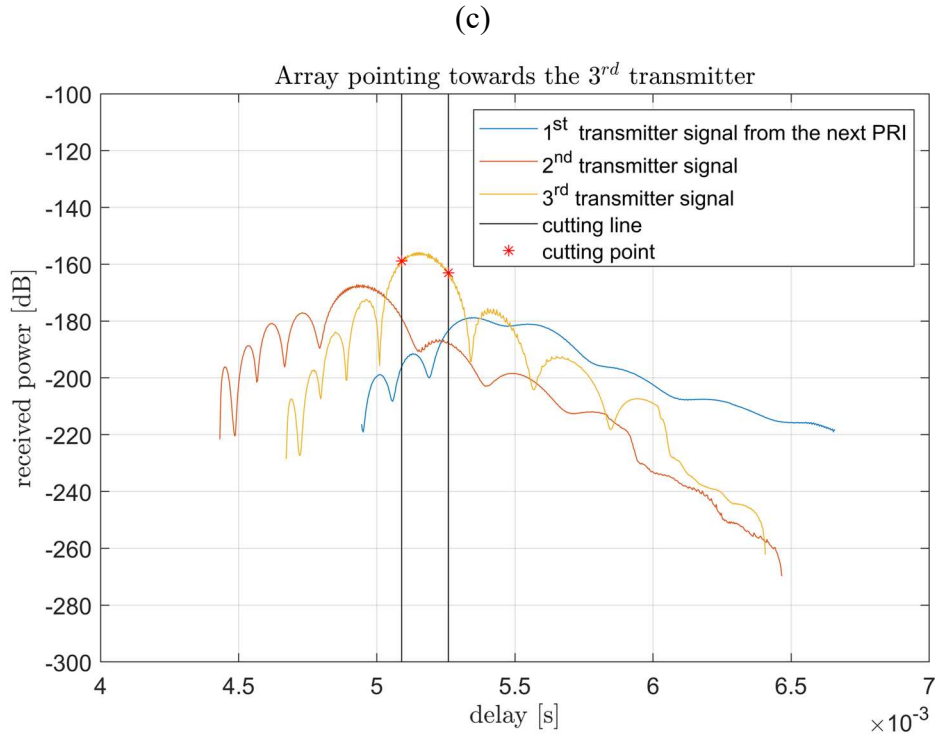 (c)
Array pointing towards the 3rd transmitter
-100
-120
-140
-160
-180
-200
-220
-240
-260
-280
-300
received power [dB]
1st transmitter signal from the next PRI
2nd transmitter signal
3rd transmitter signal
cutting line
cutting point
4
4.5
5
5.5
6
6.5
7
delay [s]
×10-3